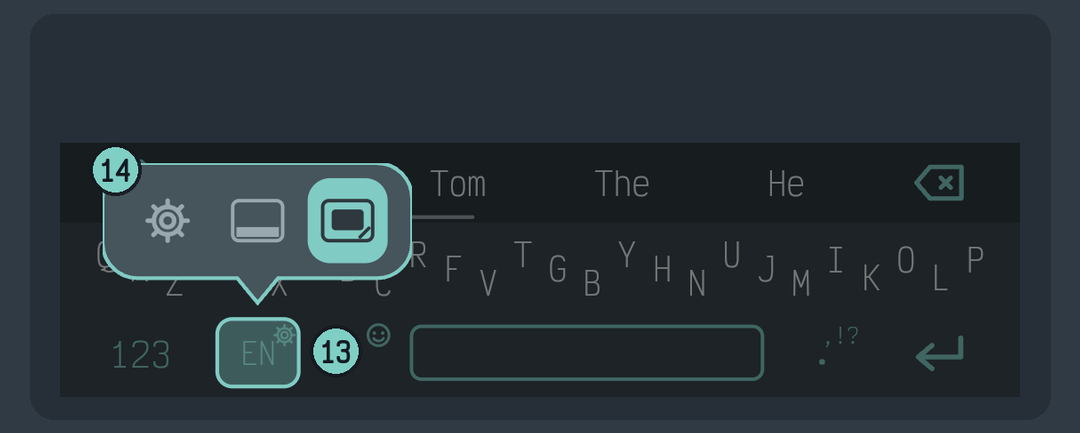 14
Tom The He
Q R F V T G B Y H N U J M I K O L P
Z X C
123 EN 13 ,!? .